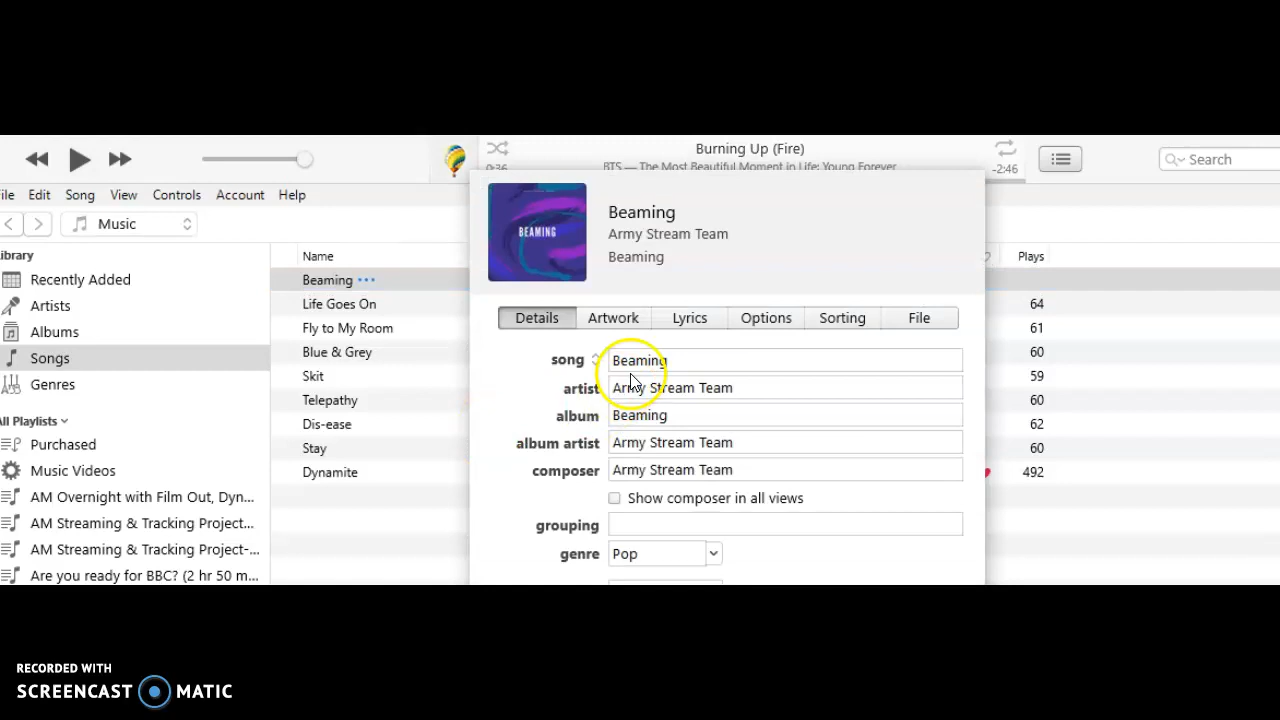 Burning Up (Fire)
0:36
BTS — The Most Beautiful Moment in Life: Young Forever
-2:46
Search
File Edit Song View Controls Account Help
Music
Library
Recently Added
Artists
Albums
Songs
Genres
All Playlists
Purchased
Music Videos
AM Overnight with Film Out, Dyn...
AM Streaming & Tracking Project...
AM Streaming & Tracking Project-...
Are you ready for BBC? (2 hr 50 m...
Name Plays
Beaming
Life Goes On 64
Fly to My Room 61
Blue & Grey 60
Skit 59
Telepathy 60
Dis-ease 62
Stay 60
Dynamite 492
BEAMING
Beaming
Army Stream Team
Beaming
Details Artwork Lyrics Options Sorting File
song Beaming
artist Army Stream Team
album Beaming
album artist Army Stream Team
composer Army Stream Team
Show composer in all views
grouping
genre Pop
RECORDED WITH
SCREENCAST MATIC